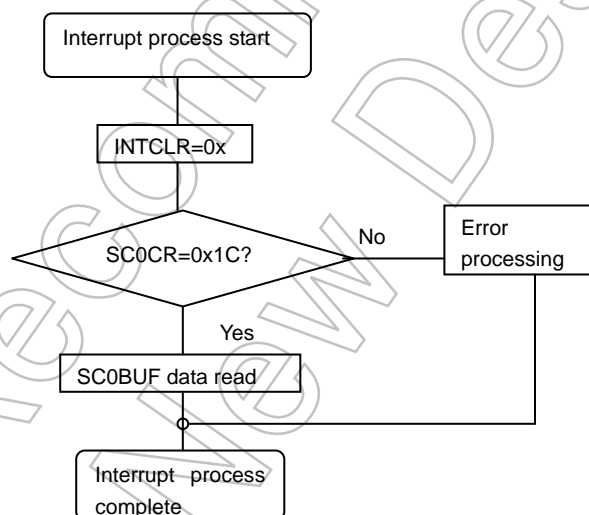 Interrupt process start
INTCLR=0x
SC0CR=0x1C?
No
Error
processing
Yes
SC0BUF data read
Interrupt process
complete